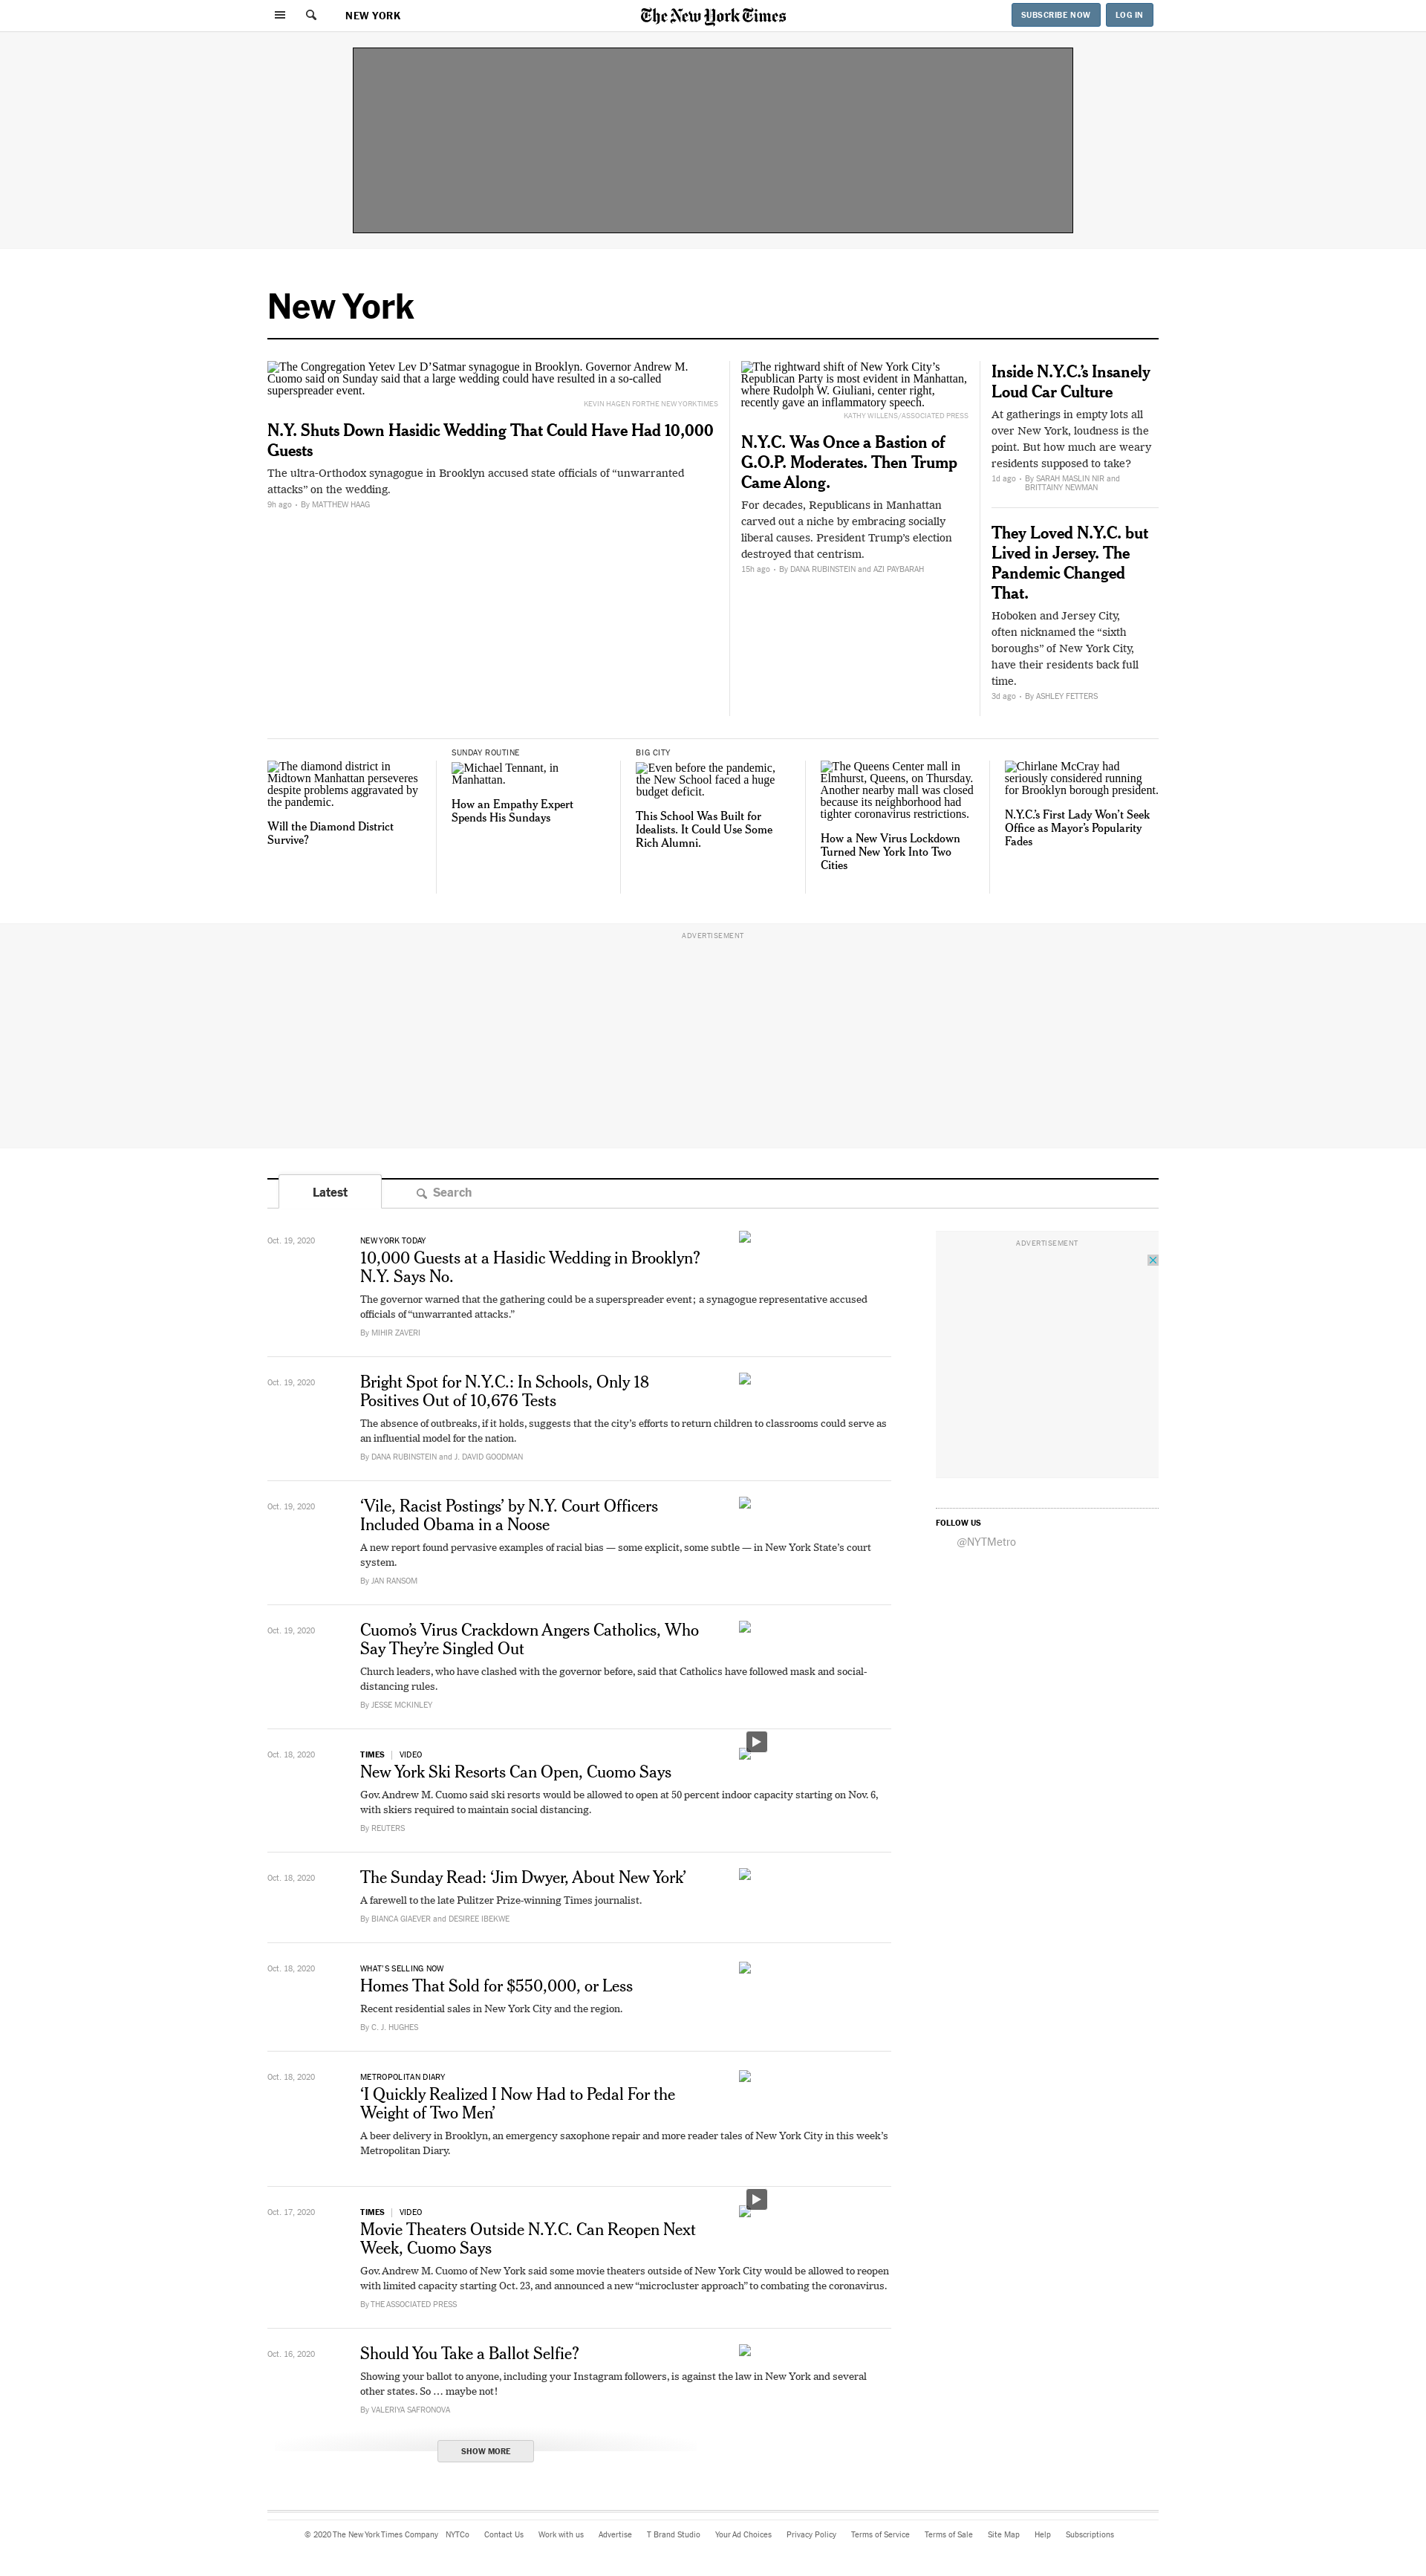 NEW YORK
The New York Times
SUBSCRIBE NOW
LOG IN
New York
The Congregation Yetev Lev D’Satmar synagogue in Brooklyn. Governor Andrew M.
Cuomo said on Sunday said that a large wedding could have resulted in a so-called
superspreader event.
KEVIN HAGEN FOR THE NEW YORK TIMES
N.Y. Shuts Down Hasidic Wedding That Could Have Had 10,000
Guests
The ultra-Orthodox synagogue in Brooklyn accused state officials of “unwarranted
attacks” on the wedding.
9h ago • By MATTHEW HAAG
The rightward shift of New York City’s
Republican Party is most evident in Manhattan,
where Rudolph W. Giuliani, center right,
recently gave an inflammatory speech.
KATHY WILLENS/ASSOCIATED PRESS
N.Y.C. Was Once a Bastion of
G.O.P. Moderates. Then Trump
Came Along.
For decades, Republicans in Manhattan
carved out a niche by embracing socially
liberal causes. President Trump’s election
destroyed that centrism.
15h ago • By DANA RUBINSTEIN and AZI PAYBARAH
Inside N.Y.C.’s Insanely
Loud Car Culture
At gatherings in empty lots all
over New York, loudness is the
point. But how much are weary
residents supposed to take?
1d ago • By SARAH MASLIN NIR and
BRITTAINY NEWMAN
They Loved N.Y.C. but
Lived in Jersey. The
Pandemic Changed
That.
Hoboken and Jersey City,
often nicknamed the “sixth
boroughs” of New York City,
have their residents back full
time.
3d ago • By ASHLEY FETTERS
The diamond district in
Midtown Manhattan perseveres
despite problems aggravated by
the pandemic.
Will the Diamond District
Survive?
SUNDAY ROUTINE
Michael Tennant, in
Manhattan.
How an Empathy Expert
Spends His Sundays
BIG CITY
Even before the pandemic,
the New School faced a huge
budget deficit.
This School Was Built for
Idealists. It Could Use Some
Rich Alumni.
The Queens Center mall in
Elmhurst, Queens, on Thursday.
Another nearby mall was closed
because its neighborhood had
tighter coronavirus restrictions.
How a New Virus Lockdown
Turned New York Into Two
Cities
Chirlane McCray had
seriously considered running
for Brooklyn borough president.
N.Y.C.’s First Lady Won’t Seek
Office as Mayor’s Popularity
Fades
ADVERTISEMENT
Latest
Search
Oct. 19, 2020
NEW YORK TODAY
10,000 Guests at a Hasidic Wedding in Brooklyn?
N.Y. Says No.
The governor warned that the gathering could be a superspreader event; a synagogue representative accused
officials of “unwarranted attacks.”
By MIHIR ZAVERI
ADVERTISEMENT
Oct. 19, 2020
Bright Spot for N.Y.C.: In Schools, Only 18
Positives Out of 10,676 Tests
The absence of outbreaks, if it holds, suggests that the city’s efforts to return children to classrooms could serve as
an influential model for the nation.
By DANA RUBINSTEIN and J. DAVID GOODMAN
Oct. 19, 2020
‘Vile, Racist Postings’ by N.Y. Court Officers
Included Obama in a Noose
A new report found pervasive examples of racial bias — some explicit, some subtle — in New York State’s court
system.
By JAN RANSOM
FOLLOW US
@NYTMetro
Oct. 19, 2020
Cuomo’s Virus Crackdown Angers Catholics, Who
Say They’re Singled Out
Church leaders, who have clashed with the governor before, said that Catholics have followed mask and social-
distancing rules.
By JESSE MCKINLEY
Oct. 18, 2020
TIMES | VIDEO
New York Ski Resorts Can Open, Cuomo Says
Gov. Andrew M. Cuomo said ski resorts would be allowed to open at 50 percent indoor capacity starting on Nov. 6,
with skiers required to maintain social distancing.
By REUTERS
Oct. 18, 2020
The Sunday Read: ‘Jim Dwyer, About New York’
A farewell to the late Pulitzer Prize-winning Times journalist.
By BIANCA GIAEVER and DESIREE IBEKWE
Oct. 18, 2020
WHAT’S SELLING NOW
Homes That Sold for $550,000, or Less
Recent residential sales in New York City and the region.
By C. J. HUGHES
Oct. 18, 2020
METROPOLITAN DIARY
‘I Quickly Realized I Now Had to Pedal For the
Weight of Two Men’
A beer delivery in Brooklyn, an emergency saxophone repair and more reader tales of New York City in this week’s
Metropolitan Diary.
Oct. 17, 2020
TIMES | VIDEO
Movie Theaters Outside N.Y.C. Can Reopen Next
Week, Cuomo Says
Gov. Andrew M. Cuomo of New York said some movie theaters outside of New York City would be allowed to reopen
with limited capacity starting Oct. 23, and announced a new “microcluster approach” to combating the coronavirus.
By THE ASSOCIATED PRESS
Oct. 16, 2020
Should You Take a Ballot Selfie?
Showing your ballot to anyone, including your Instagram followers, is against the law in New York and several
other states. So … maybe not!
By VALERIYA SAFRONOVA
SHOW MORE
© 2020 The New York Times Company NYTCo Contact Us Work with us Advertise T Brand Studio Your Ad Choices Privacy Policy Terms of Service Terms of Sale Site Map Help Subscriptions